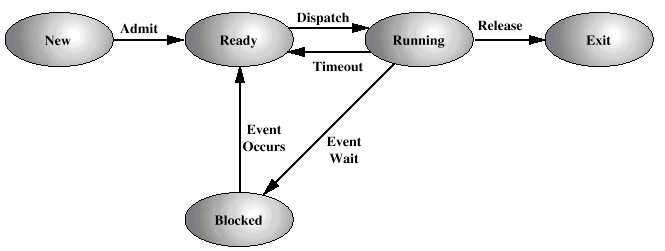 New
Admit
Ready
Dispatch
Timeout
Running
Release
Exit
Event
Occurs
Event
Wait
Blocked